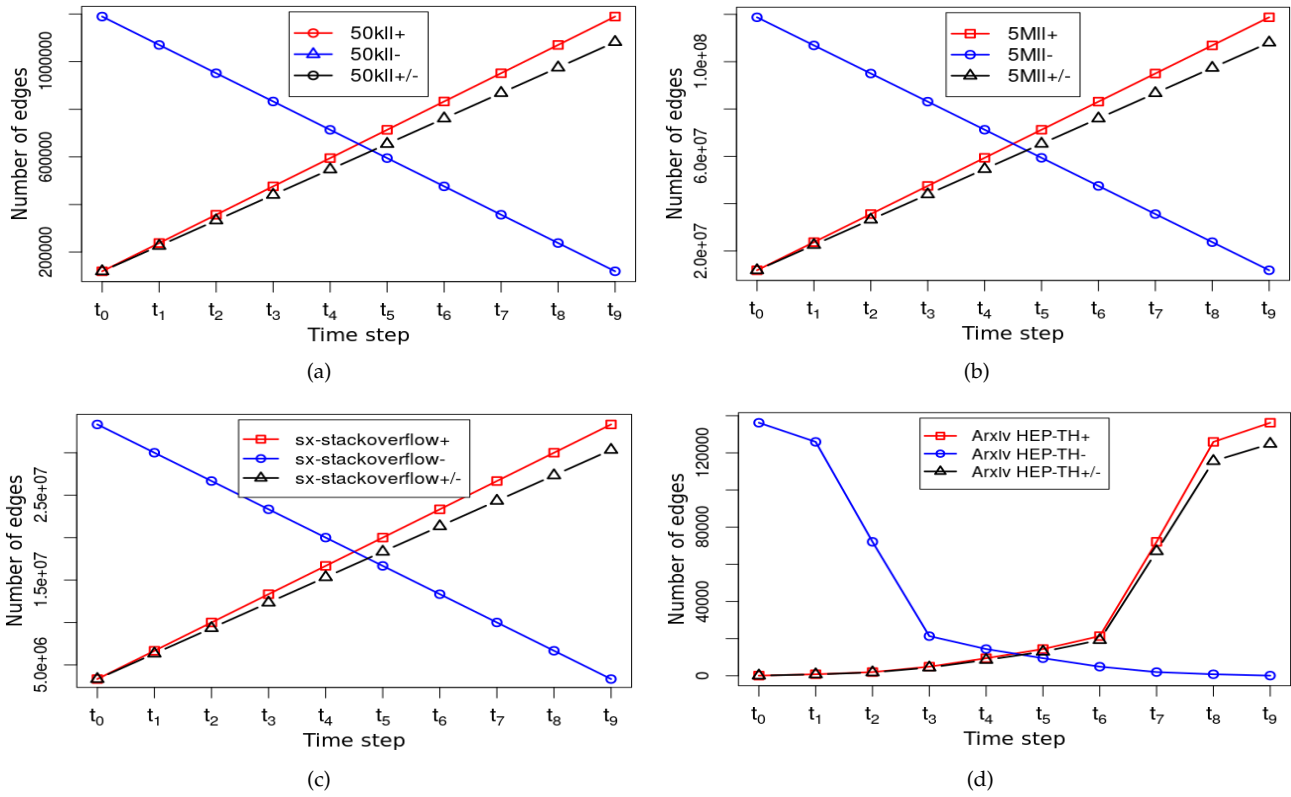 50kII+
50kII-
50kII+/-
Number of edges
200000
600000
1000000
t0 t1 t2 t3 t4 t5 t6 t7 t8 t9
Time step
(a)
5MII+
5MII-
5MII+/-
Number of edges
2.0e+07
6.0e+07
1.0e+08
t0 t1 t2 t3 t4 t5 t6 t7 t8 t9
Time step
(b)
sx-stackoverflow+
sx-stackoverflow-
sx-stackoverflow+/-
Number of edges
5.0e+06
1.5e+07
2.5e+07
t0 t1 t2 t3 t4 t5 t6 t7 t8 t9
Time step
(c)
ArxIv HEP-TH+
ArxIv HEP-TH-
ArxIv HEP-TH+/-
Number of edges
0
40000
80000
120000
t0 t1 t2 t3 t4 t5 t6 t7 t8 t9
Time step
(d)